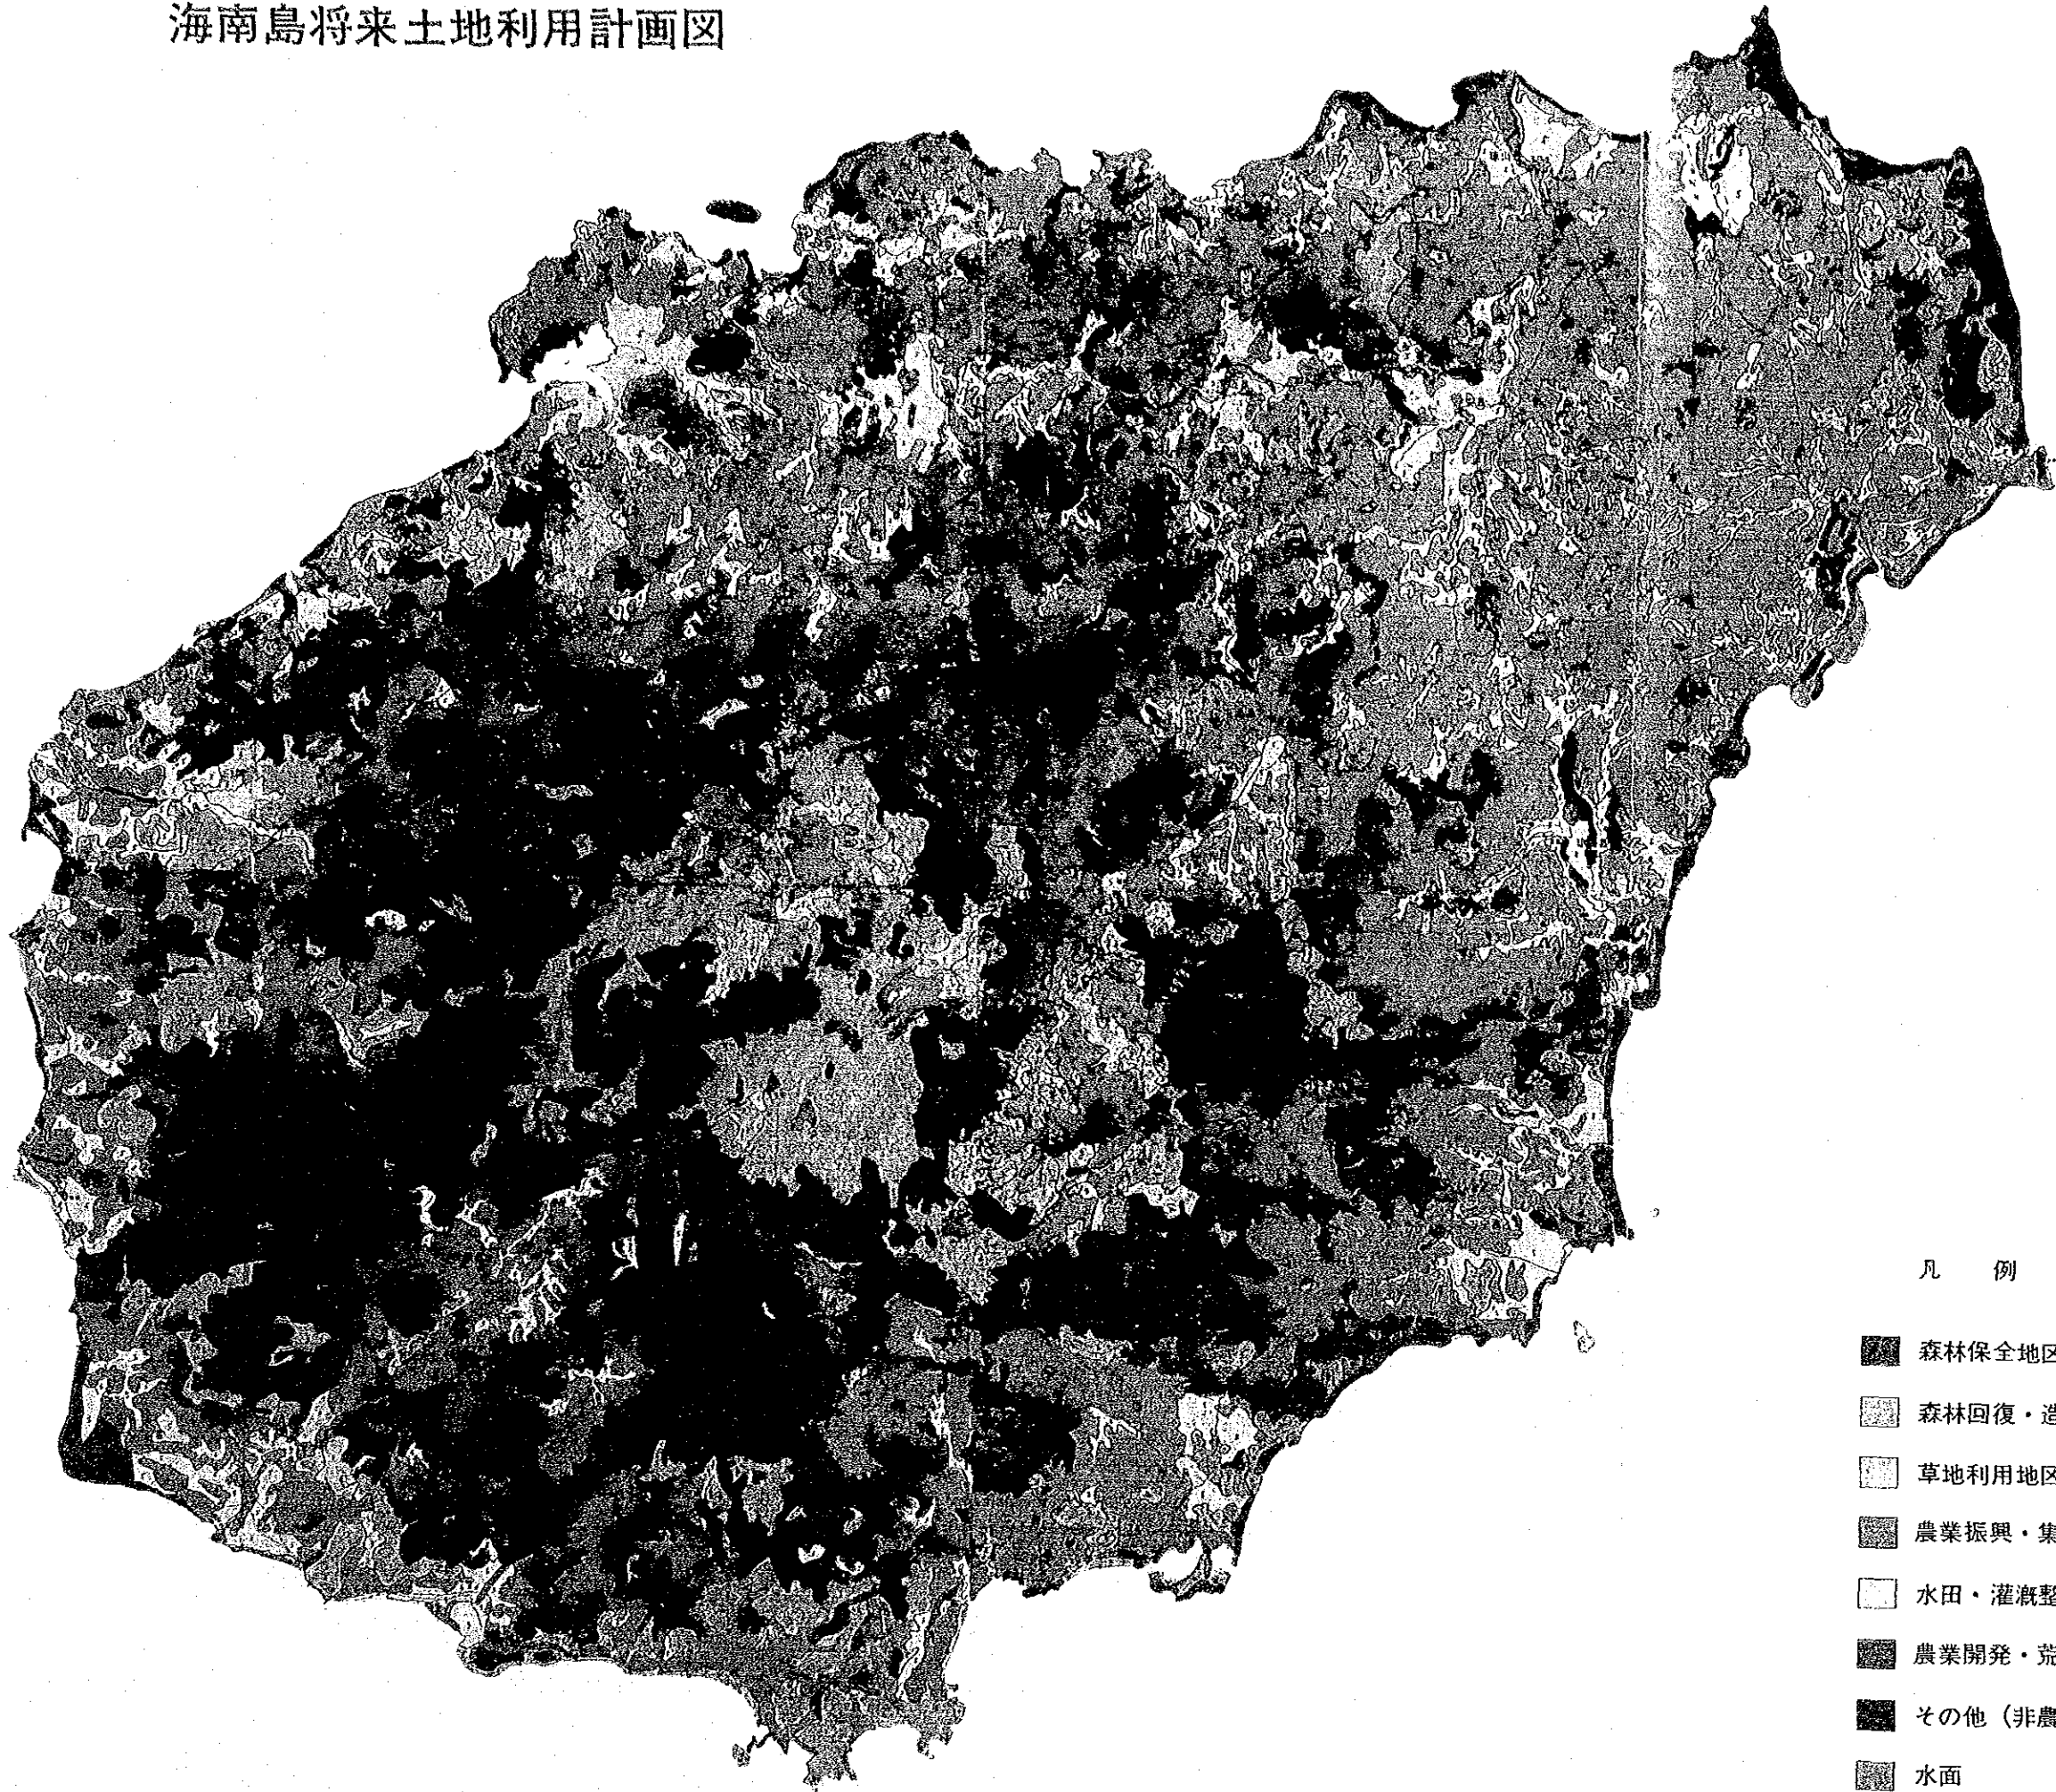 海南島将来土地利用計画図
凡 例
森林保全地区
森林回復・造
草地利用地区
農業振興・集
水田・灌漑整
農業開発・荒
その他（非農
水面